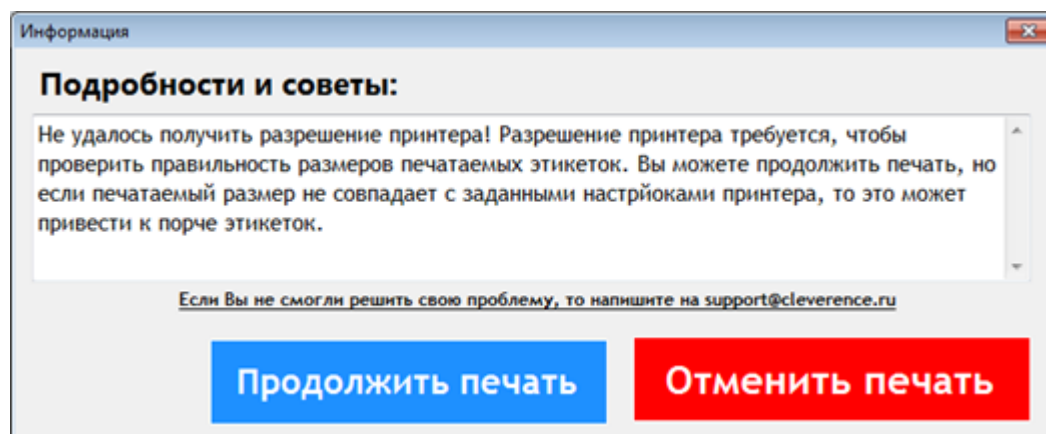 Информация
Подробности и советы:
Не удалось получить разрешение принтера! Разрешение принтера требуется, чтобы
проверить правильность размеров печатаемых этикеток. Вы можете продолжить печать, но
если печатаемый размер не совпадает с заданными настрйоками принтера, то это может
привести к порче этикеток.
Если Вы не смогли решить свою проблему, то напишите на support@cleverence.ru
Продолжить печать
Отменить печать